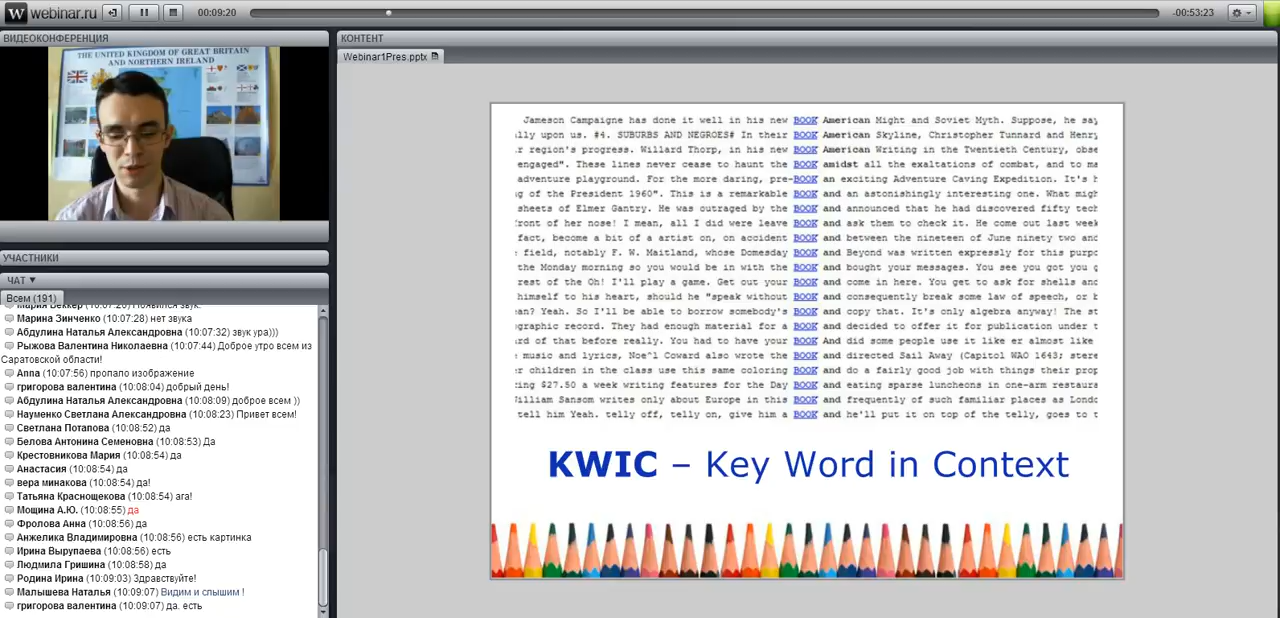 webinar.ru
00:09:20
-00:53:23
ВИДЕОКОНФЕРЕНЦИЯ
THE UNITED KINGDOM OF GREAT BRITAIN
AND NORTHERN IRELAND
УЧАСТНИКИ
ЧАТ
Всем (191)
Марина Зинченко (10:07:28) нет звука
Абдулина Наталья Александровна (10:07:32) звук ура)))
Рыжова Валентина Николаевна (10:07:44) Доброе утро всем из
Саратовской области!
Anna (10:07:56) пропало изображение
григорова валентина (10:08:04) добрый день!
Абдулина Наталья Александровна (10:08:09) доброе всем ))
Науменко Светлана Александровна (10:08:23) Привет всем!
Светлана Потапова (10:08:52) да
Белова Антонина Семеновна (10:08:53) Да
Крестовникова Мария (10:08:54) да
Анастасия (10:08:54) да
вера минакова (10:08:54) да!
Татьяна Краснощекова (10:08:54) ага!
Мощина А.Ю. (10:08:55) да
Фролова Анна (10:08:56) да
Анжелика Владимировна (10:08:56) есть картинка
Ирина Вырупаева (10:08:56) есть
Людмила Гришина (10:08:58) да
Родина Ирина (10:09:03) Здравствуйте!
Малышева Наталья (10:09:07) Видим и слышим !
григорова валентина (10:09:07) да. есть
КОНТЕНТ
Webinar1Pres.pptx
Jameson Campaign has done it well in his new BOOK American Might and Soviet Myth. Suppose, he say
ly upon us. #4. SUBURBS AND NEGROES# In their BOOK American Skyline, Christopher Tunnard and Henry
r region's progress. Willard Thorp, in his new BOOK American Writing in the Twentieth Century, obse
engaged". These lines never cease to haunt the BOOK amidst all the exaltations of combat, and to ma
adventure playground. For the more daring, pre-BOOK an exciting Adventure Caving Expedition. It's h
g of the President 1960". This is a remarkable BOOK and an astonishingly interesting one. What migh
sheets of Elmer Gantry. He was outraged by the BOOK and announced that he had discovered fifty tech
front of her nose! I mean, all I did were leave BOOK and ask them to check it. He come out last week
fact, become a bit of a artist on, on accident BOOK and between the nineteen of June ninety two and
field, notably F. W. Maitland, whose Domesday BOOK and Beyond was written expressly for this purpo
the Monday morning so you would be in with the BOOK and bought your messages. You see you got you g
rest of the Oh! I'll play a game. Get out your BOOK and come in here. You get to ask for shells and
himself to his heart, should he "speak without BOOK and consequently break some law of speech, or b
ean? Yeah. So I'll be able to borrow somebody's BOOK and copy that. It's only algebra anyway! In the st
ographic record. They had enough material for a BOOK and decided to offer it for publication under t
rd of that before really. You had to have your BOOK And did some people use it like er almost like
music and lyrics, Noe^l Coward also wrote the BOOK and directed Sail Away (Capitol WAO 1643; stere
er children in the class use this same coloring BOOK and do a fairly good job with things their prop
cing $27.50 a week writing features for the Day BOOK and eating sparse luncheons in one-arm restaura
William Sansom writes only about Europe in this BOOK and frequently of such familiar places as Londo
tell him Yeah. telly off, telly on, give him a BOOK and he'll put it on top of the telly, goes to t
KWIC – Key Word in Context